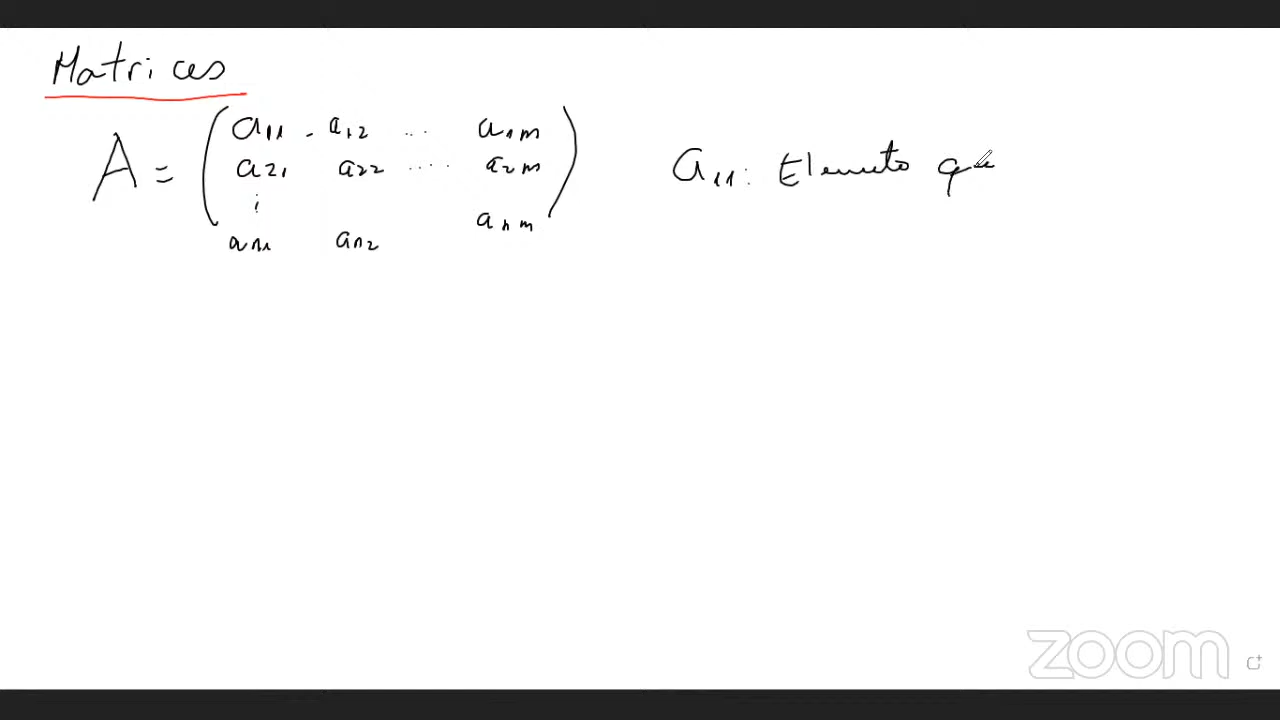 Matrices
A = ( a11 - a12 ... a1m )
a21 a22 .... a2m
⋮
an1 an2 anm
a11: Elemento que
zoom